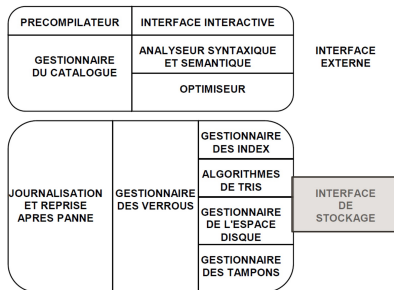 PRECOMPILATEUR
INTERFACE INTERACTIVE
GESTIONNAIRE
DU CATALOGUE
ANALYSEUR SYNTAXIQUE
ET SEMANTIQUE
OPTIMISEUR
INTERFACE
EXTERNE
JOURNALISATION
ET REPRISE
APRES PANNE
GESTIONNAIRE
DES VERROUS
GESTIONNAIRE
DES INDEX
ALGORITHMES
DE TRIS
GESTIONNAIRE
DE L'ESPACE
DISQUE
GESTIONNAIRE
DES TAMPONS
INTERFACE
DE
STOCKAGE